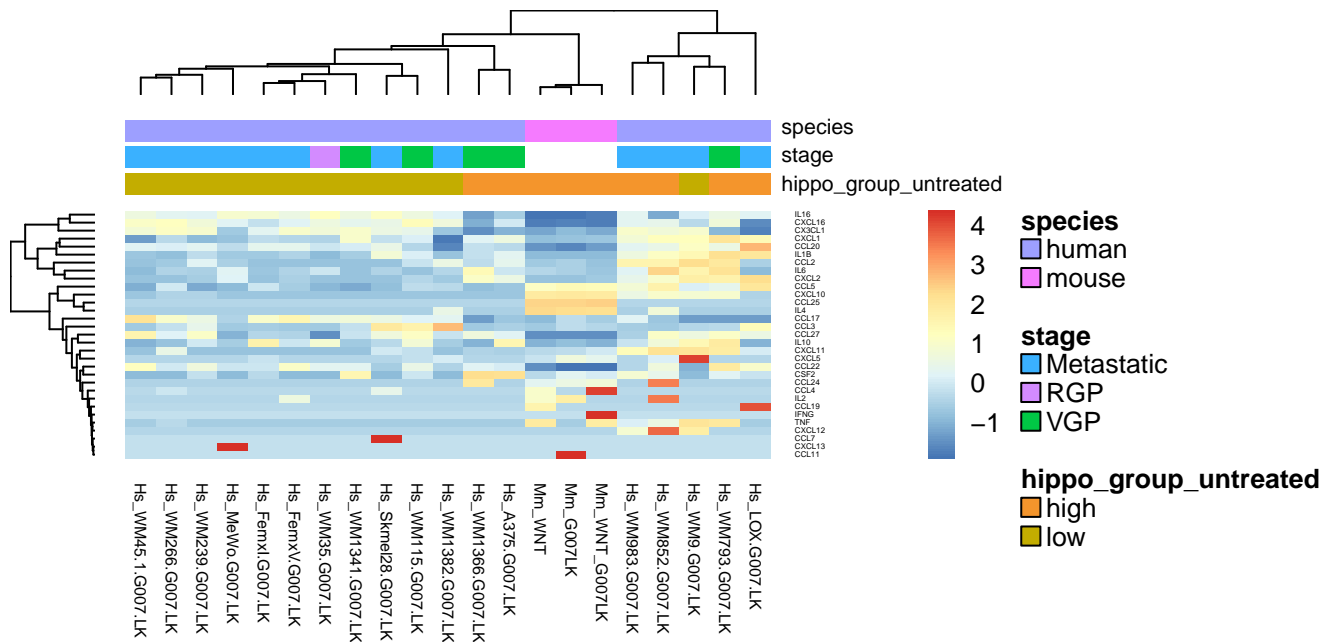 species
stage
hippo_group_untreated
IL16
CXCL16
CX3CL1
CXCL1
CCL20
IL1B
CCL2
IL6
CXCL2
CCL5
CXCL10
CCL25
IL4
CCL17
CCL3
CCL27
IL10
CXCL11
CXCL5
CCL22
CSF2
CCL24
CCL4
IL2
CCL19
IFNG
TNF
CXCL12
CCL7
CXCL13
CCL11
4
3
2
1
0
−1
species
human
mouse
stage
Metastatic
RGP
VGP
hippo_group_untreated
high
low
Hs_WM45.1.G007.LK
Hs_WM266.G007.LK
Hs_WM239.G007.LK
Hs_MeWo.G007.LK
Hs_FemxI.G007.LK
Hs_FemxV.G007.LK
Hs_WM35.G007.LK
Hs_WM1341.G007.LK
Hs_Skmel28.G007.LK
Hs_WM115.G007.LK
Hs_WM1382.G007.LK
Hs_WM1366.G007.LK
Hs_A375.G007.LK
Mm_WNT
Mm_G007LK
Mm_WNT_G007LK
Hs_WM983.G007.LK
Hs_WM852.G007.LK
Hs_WM9.G007.LK
Hs_WM793.G007.LK
Hs_LOX.G007.LK